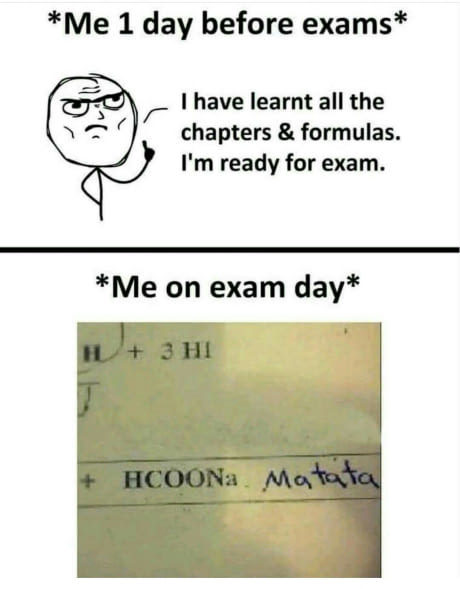 *Me 1 day before exams*
I have learnt all the
chapters & formulas.
I'm ready for exam.
*Me on exam day*
H + 3 HI
+ HCOONa. Matata